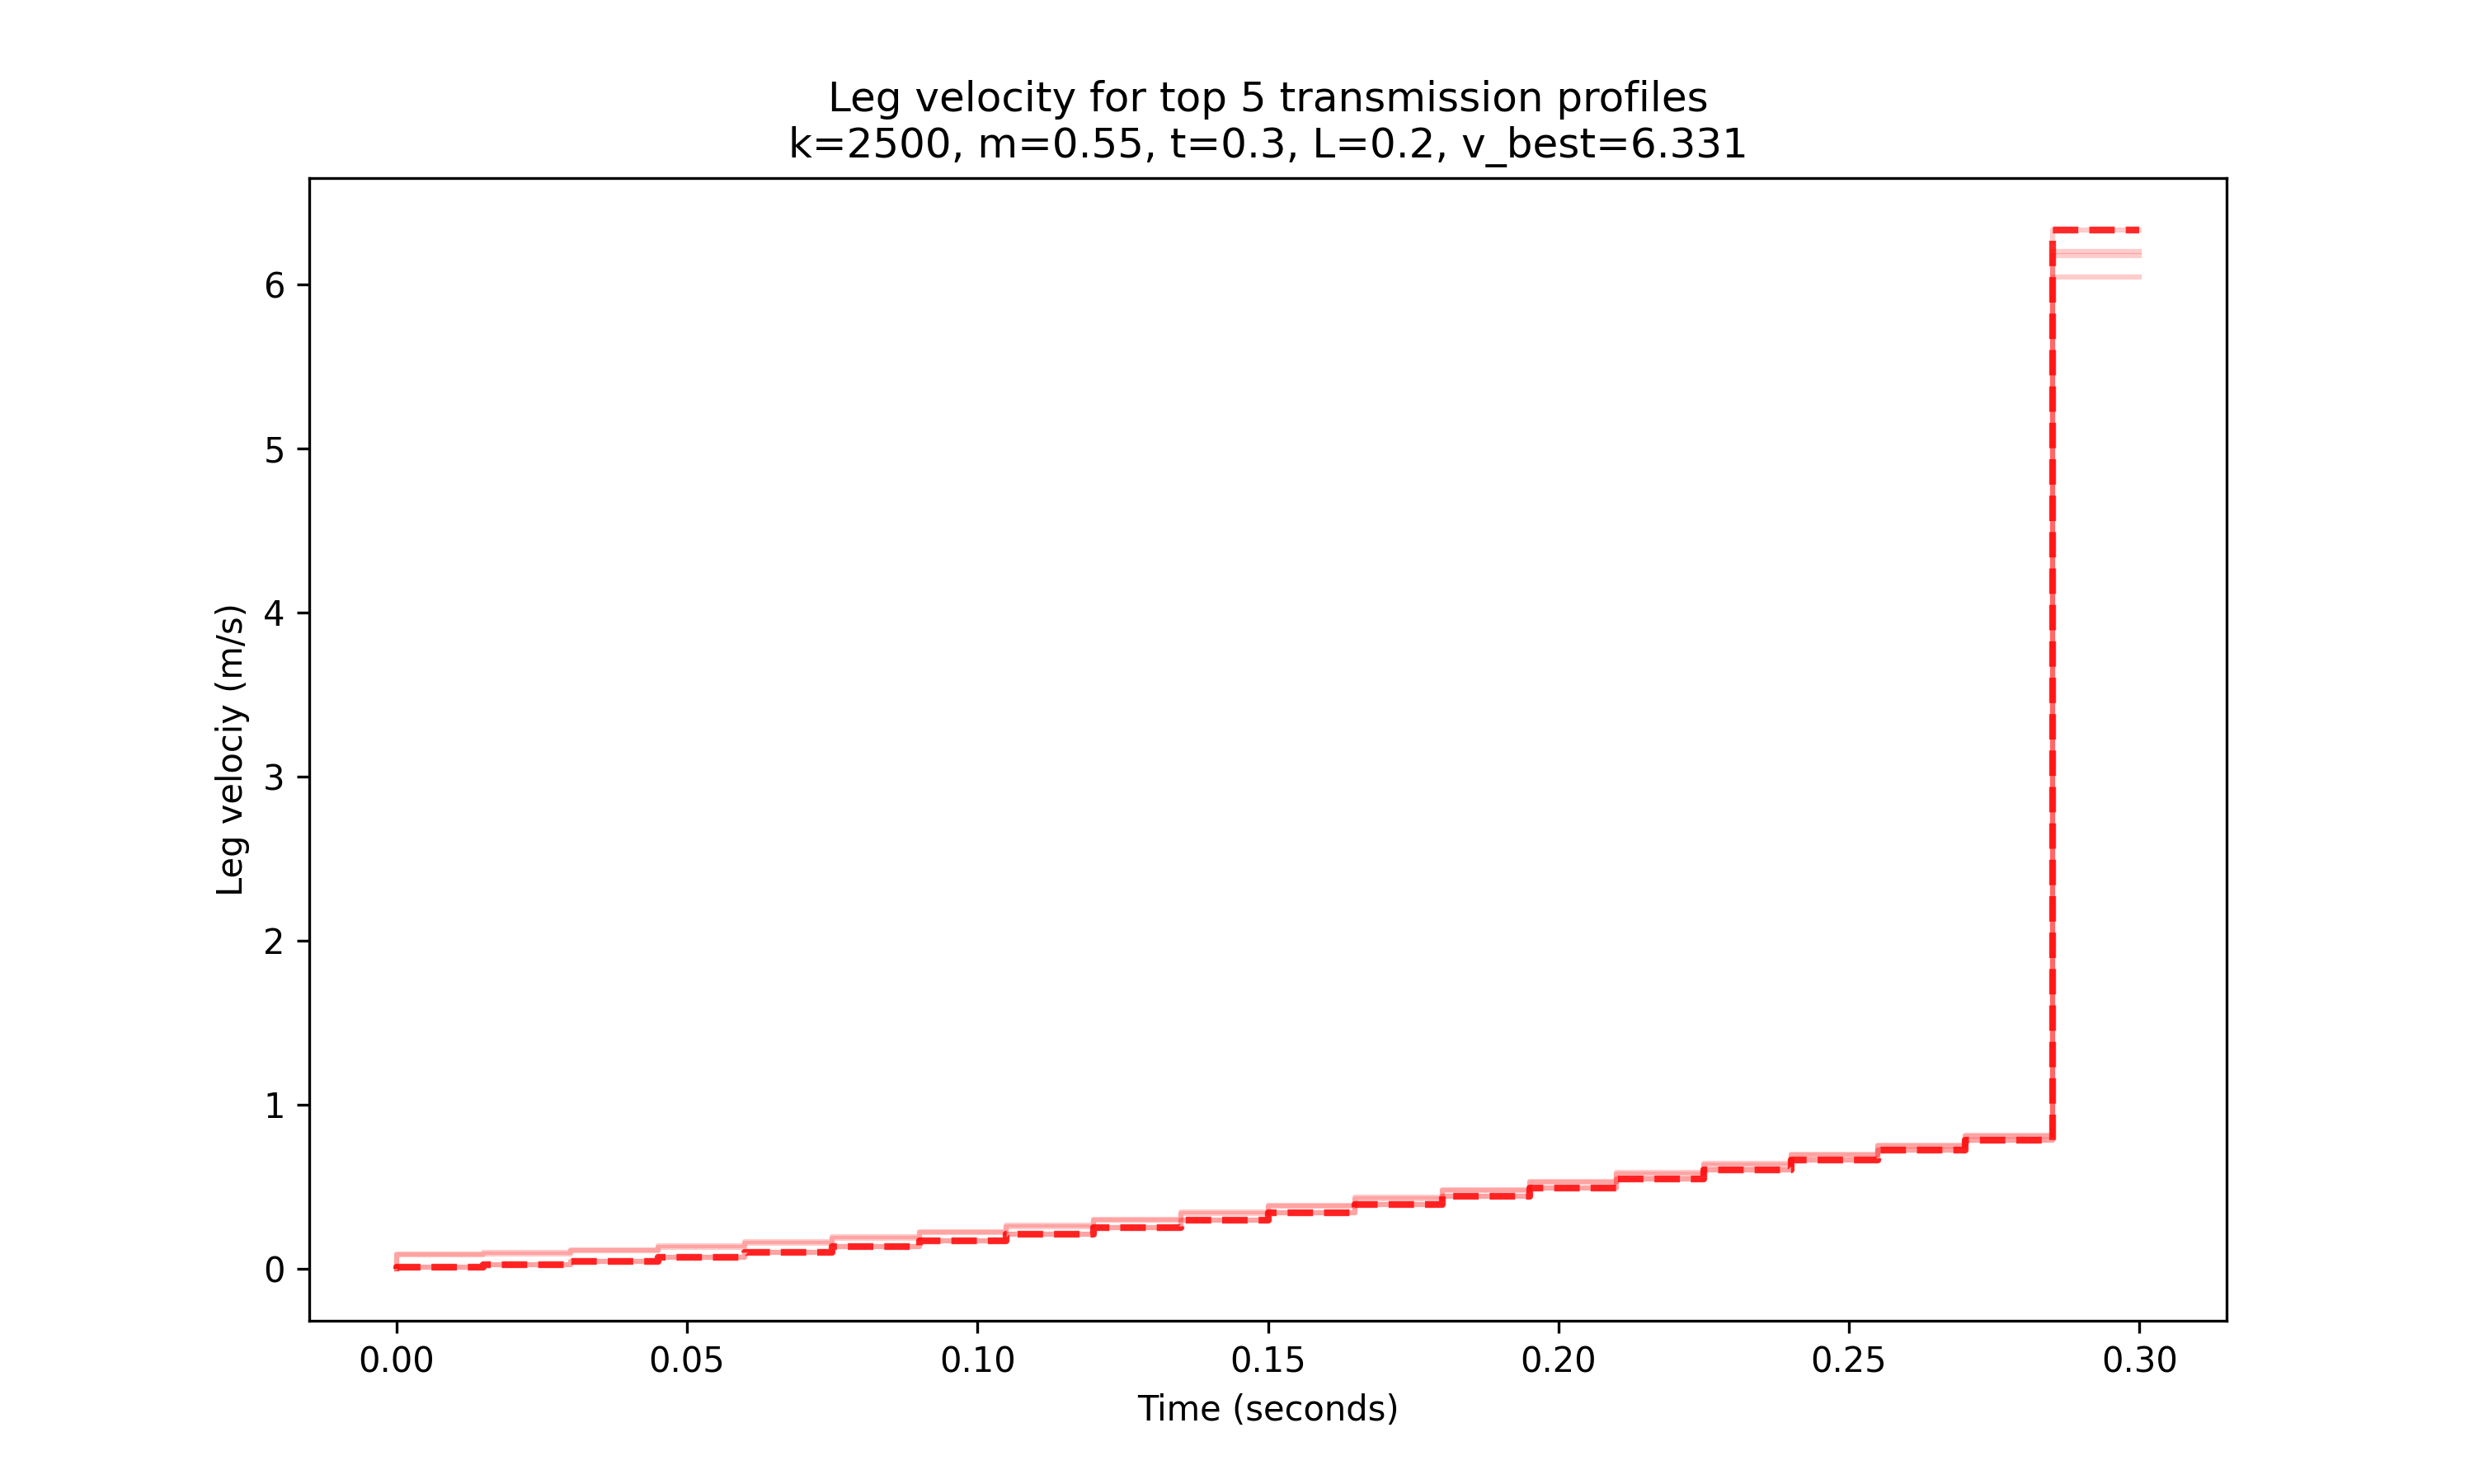 Leg velocity for top 5 transmission profiles
k=2500, m=0.55, t=0.3, L=0.2, v_best=6.331
Leg velociy (m/s)
6
5
4
3
2
1
0
0.00 0.05 0.10 0.15 0.20 0.25 0.30
Time (seconds)